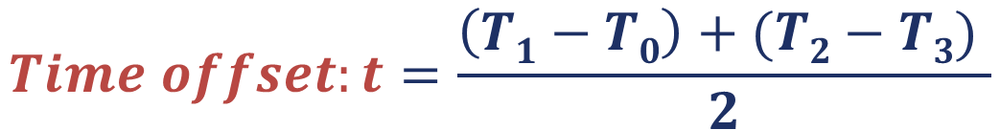 Time offset: t = (T₁ − T₀) + (T₂ − T₃) / 2